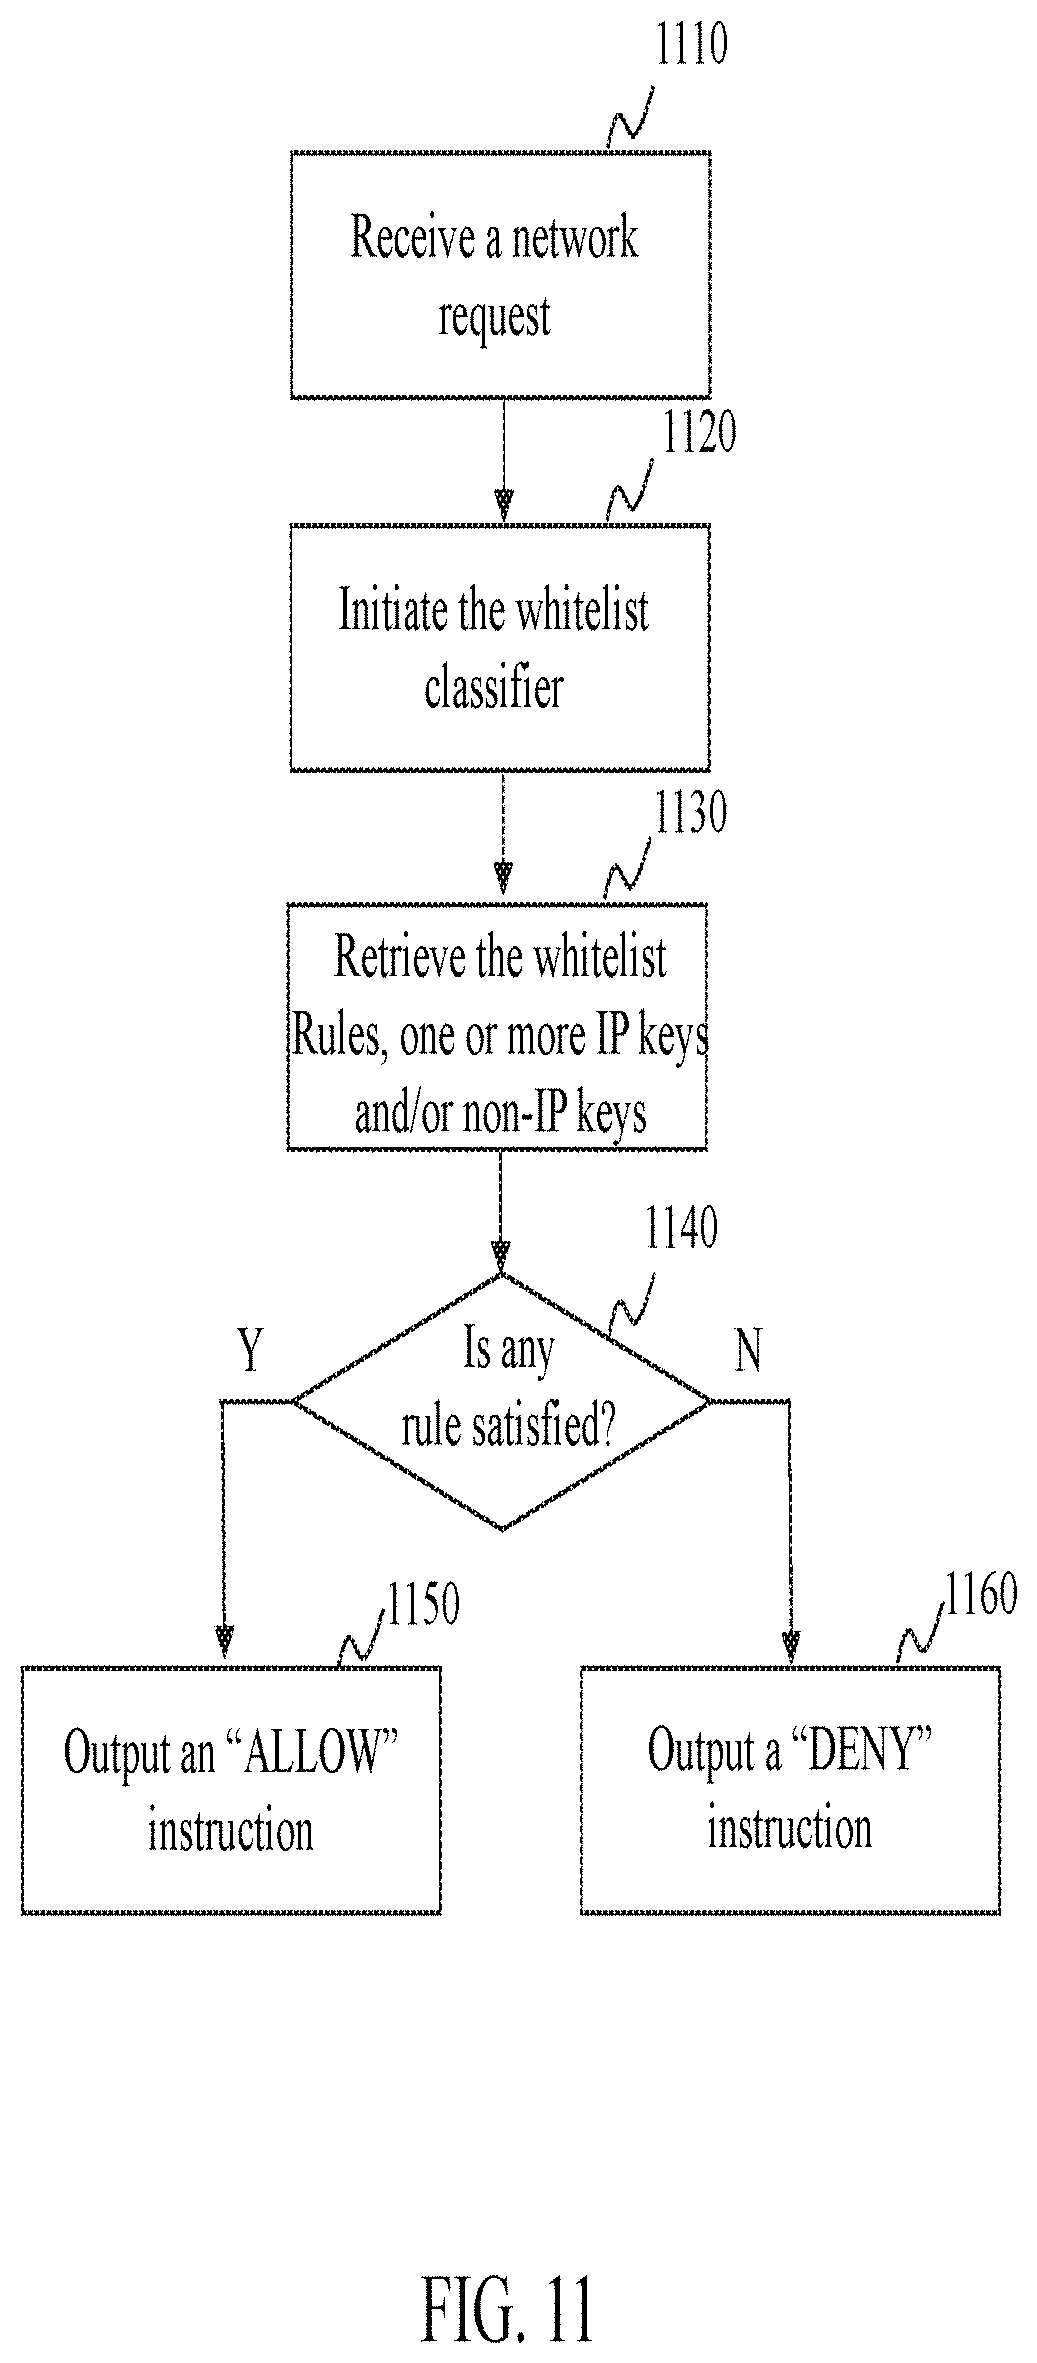 1110
Receive a network
request
1120
Initiate the whitelist
classifier
1130
Retrieve the whitelist
Rules, one or more IP keys
and/or non-IP keys
1140
Y
Is any
rule satisfied?
N
1150
Output an “ALLOW”
instruction
1160
Output a “DENY”
instruction
FIG. 11